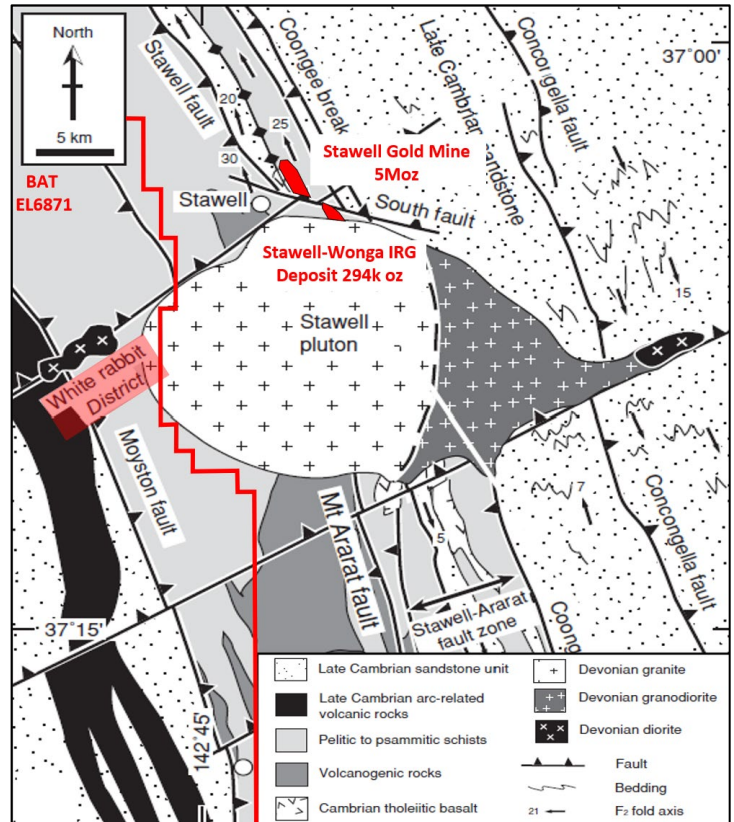 North
5 km
BAT
EL6871
Stawell fault
20
25
30
Coongee break
Late Cambrian sandstone
Concongella fault
37°00'
Stawell Gold Mine
5Moz
Stawell
South fault
Stawell-Wonga IRG
Deposit 294k oz
15
Stawell
pluton
White rabbit
District
Moyston fault
Mt Ararat fault
7
5
Concongella fault
Stawell-Ararat
fault zone
Coong
37°15'
142°45'
Late Cambrian sandstone unit
Late Cambrian arc-related
volcanic rocks
Pelitic to psammitic schists
Volcanogenic rocks
Cambrian tholeiitic basalt
Devonian granite
Devonian granodiorite
Devonian diorite
Fault
Bedding
21
F2 fold axis